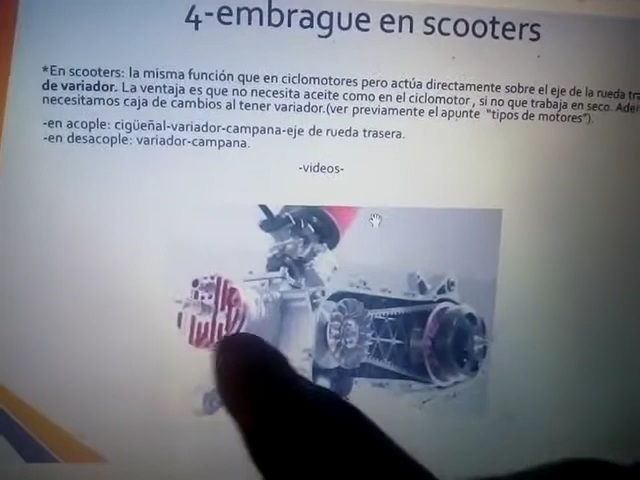 4-embrague en scooters
*En scooters: la misma función que en ciclomotores pero actúa directamente sobre el eje de la rueda
de variador. La ventaja es que no necesita aceite como en el ciclomotor , si no que trabaja en seco.
necesitamos caja de cambios al tener variador.(ver previamente el apunte "tipos de motores").
-en acople: cigüeñal-variador-campana-eje de rueda trasera.
-en desacople: variador-campana.
-videos-